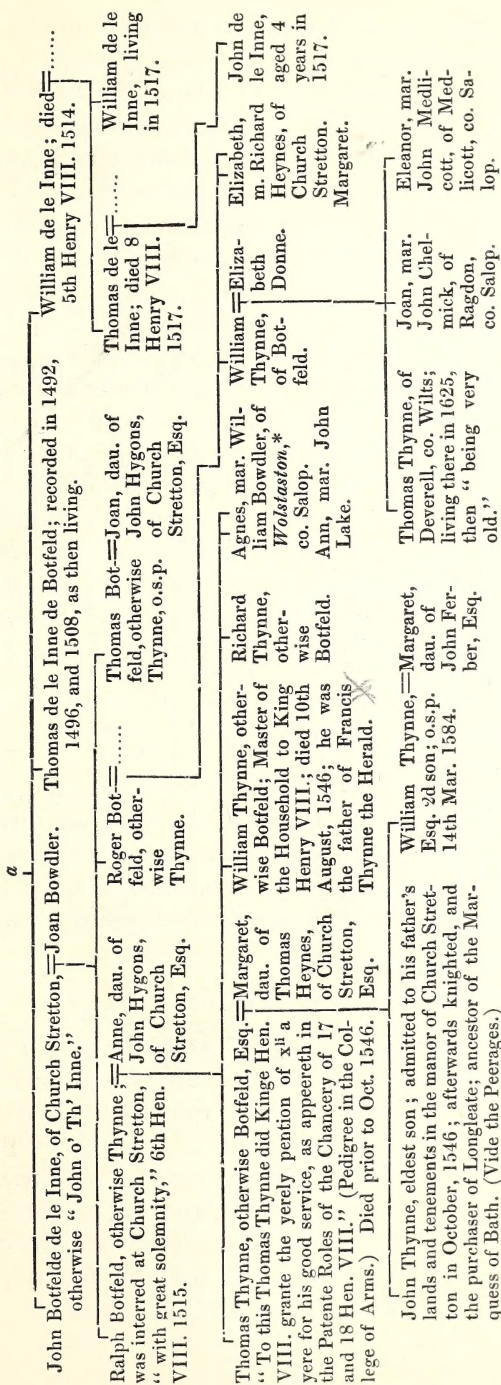 a
John Botfelde de le Inne, of Church Stretton,=Joan Bowdler.
otherwise “ John o’ Th’ Inne.”
Thomas de le Inne de Botfeld; recorded in 1492,
1496, and 1508, as then living.
William de le Inne; died=.......
5th Henry VIII. 1514.
Ralph Botfeld, otherwise Thynne;=Anne, dau. of
was interred at Church Stretton,
“ with great solemnity,” 6th Hen.
VIII. 1515.
John Hygons,
of Church
Stretton, Esq.
Roger Bot-=.......
feld, other-
wise
Thynne.
Thomas Bot-=Joan, dau. of
feld, otherwise
Thynne, o.s.p.
John Hygons,
of Church
Stretton, Esq.
Thomas de le=......
Inne; died 8
Henry VIII.
1517.
William de le
Inne, living
in 1517.
Thomas Thynne, otherwise Botfeld, Esq.=Margaret,
“ To this Thomas Thynne did Kinge Hen.
VIII. grante the yerely pention of xli a
yere for his good service, as appeereth in
the Patente Roles of the Chancery of 17
and 18 Hen. VIII.” (Pedigree in the Col-
lege of Arms.) Died prior to Oct. 1546.
dau. of
Thomas
Heynes,
of Church
Stretton,
Esq.
William Thynne, other-
wise Botfeld; Master of
the Household to King
Henry VIII.; died 10th
August, 1546; he was
the father of Francis
Thynne the Herald.
Richard
Thynne,
other-
wise
Botfeld.
Agnes, mar. Wil-
liam Bowdler, of
Wolstaston,*
co. Salop.
Ann, mar. John
Lake.
William=Eliza-
Thynne,
of Bot-
feld.
beth
Donne.
Elizabeth,
m. Richard
Heynes, of
Church
Stretton.
Margaret.
John de
le Inne,
aged 4
years in
1517.
John Thynne, eldest son; admitted to his father’s
lands and tenements in the manor of Church Stret-
ton in October, 1546; afterwards knighted, and
the purchaser of Longleate; ancestor of the Mar-
quess of Bath. (Vide the Peerages.)
William Thynne,=Margaret,
Esq. 2d son; o.s.p.
14th Mar. 1584.
dau. of
John Fer-
ber, Esq.
Thomas Thynne, of
Deverell, co. Wilts;
living there in 1625,
then “ being very
old.”
Joan, mar.
John Chel-
mick, of
Ragdon,
co. Salop.
Eleanor, mar.
John Medli-
cott, of Med-
licott, co. Sa-
lop.